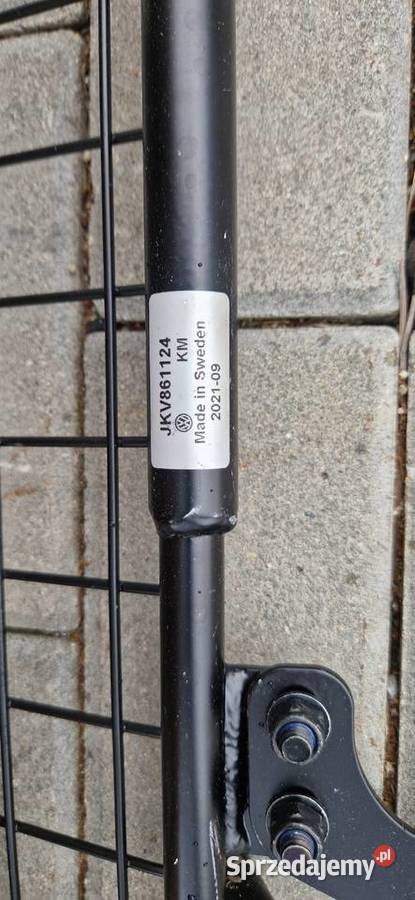 JKV861124
KM
Made in Sweden
2021-09
Sprzedajemy.pl